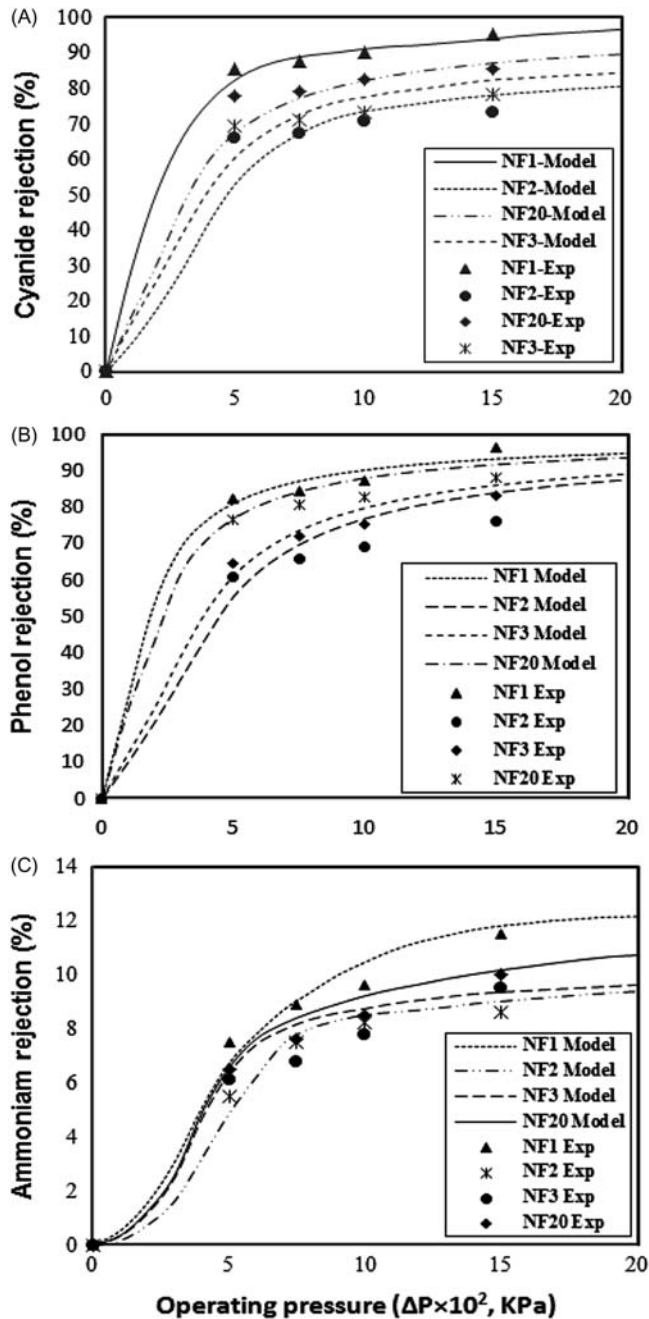 (A)
Cyanide rejection (%)
100
90
80
70
60
50
40
30
20
10
0
NF1-Model
NF2-Model
NF20-Model
NF3-Model
NF1-Exp
NF2-Exp
NF20-Exp
NF3-Exp
0 5 10 15 20
(B)
Phenol rejection (%)
100
90
80
70
60
50
40
30
20
10
0
NF1 Model
NF2 Model
NF3 Model
NF20 Model
NF1 Exp
NF2 Exp
NF3 Exp
NF20 Exp
0 5 10 15 20
(C)
Ammoniam rejection (%)
14
12
10
8
6
4
2
0
NF1 Model
NF2 Model
NF3 Model
NF20 Model
NF1 Exp
NF2 Exp
NF3 Exp
NF20 Exp
0 5 10 15 20
Operating pressure (ΔP×10², KPa)